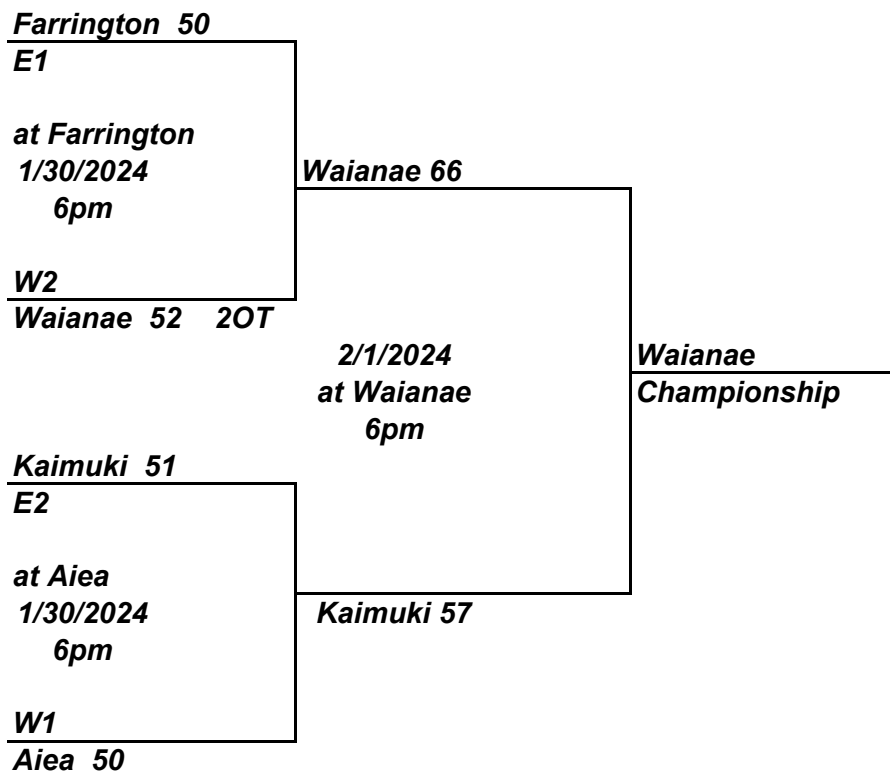 Farrington 50
E1
at Farrington
1/30/2024
6pm
W2
Waianae 52 2OT
Kaimuki 51
E2
at Aiea
1/30/2024
6pm
W1
Aiea 50
Waianae 66
2/1/2024
at Waianae
6pm
Kaimuki 57
Waianae
Championship